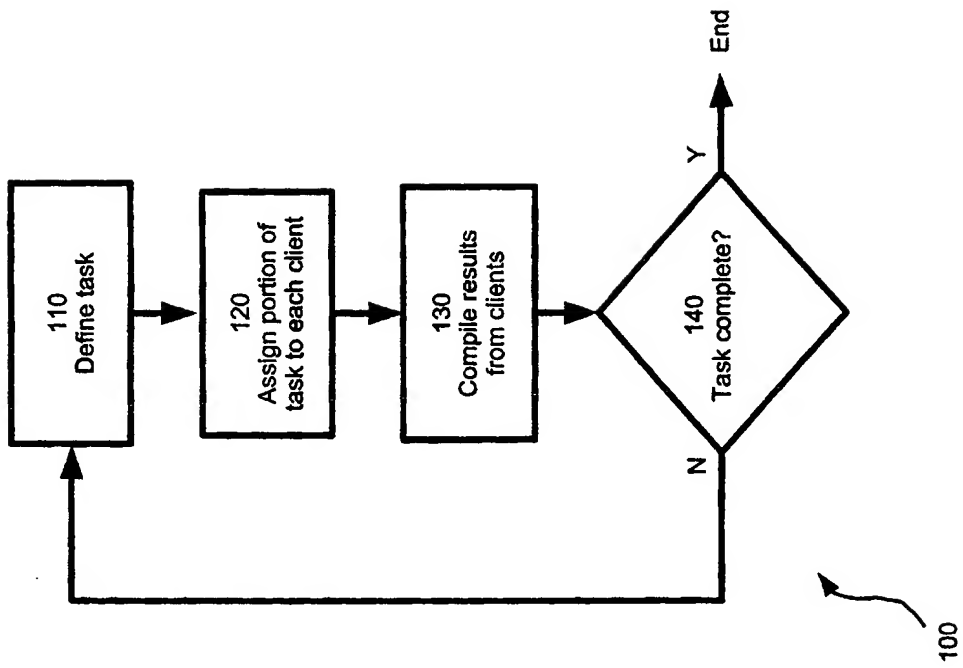 110
Define task
120
Assign portion of
task to each client
130
Compile results
from clients
140
Task complete?
N
Y
End
100